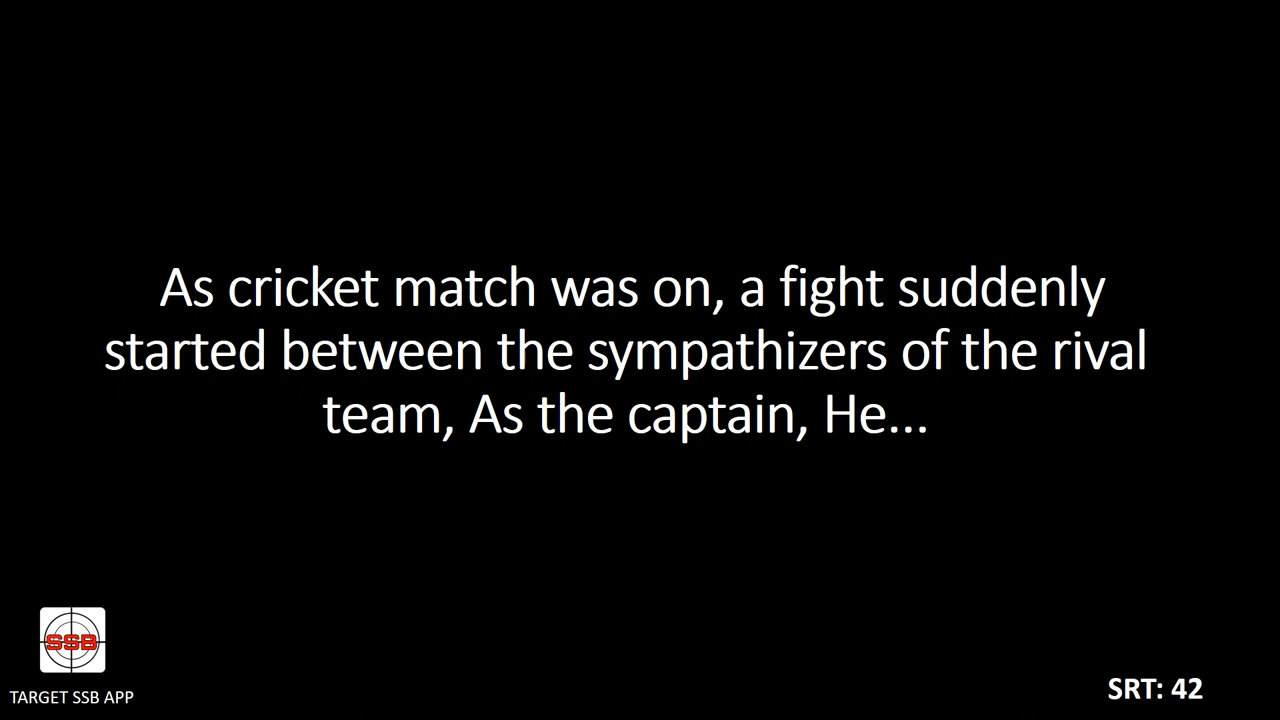 As cricket match was on, a fight suddenly
started between the sympathizers of the rival
team, As the captain, He...
SSB
TARGET SSB APP
SRT: 42